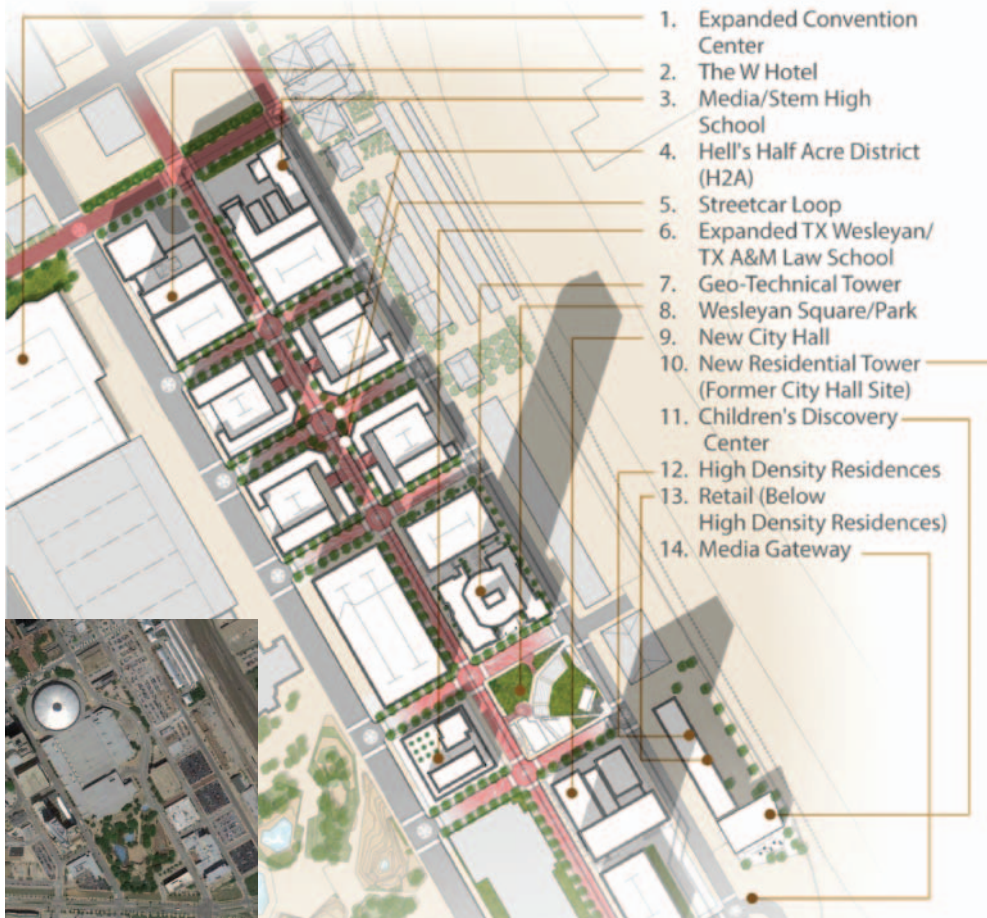 1. Expanded Convention
Center
2. The W Hotel
3. Media/Stem High
School
4. Hell's Half Acre District
(H2A)
5. Streetcar Loop
6. Expanded TX Wesleyan/
TX A&M Law School
7. Geo-Technical Tower
8. Wesleyan Square/Park
9. New City Hall
10. New Residential Tower
(Former City Hall Site)
11. Children's Discovery
Center
12. High Density Residences
13. Retail (Below
High Density Residences)
14. Media Gateway